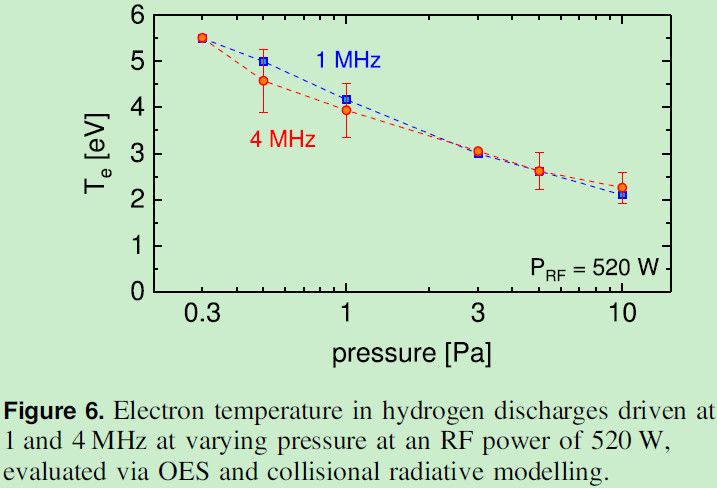 6
5
4
3
2
1
0
T_e [eV]
1 MHz
4 MHz
P_RF = 520 W
0.3 1 3 10
pressure [Pa]
Figure 6. Electron temperature in hydrogen discharges driven at
1 and 4 MHz at varying pressure at an RF power of 520 W,
evaluated via OES and collisional radiative modelling.